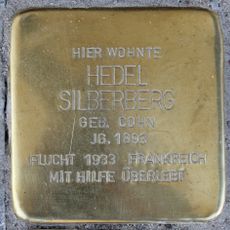 HIER WOHNTE
HEDEL
SILBERBERG
GEB. COHN
JG. 1893
FLUCHT 1933 FRANKREICH
MIT HILFE ÜBERLEBT